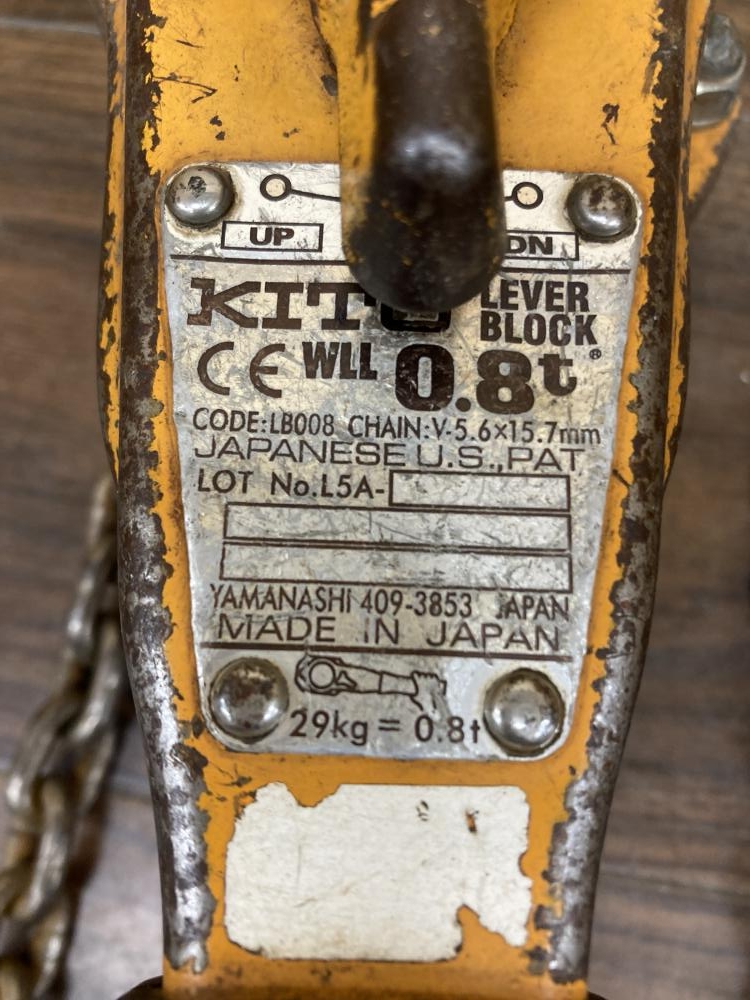 UP DN
KITO LEVER BLOCK
CE WLL 0.8t ®
CODE:LB008 CHAIN:V-5.6×15.7mm
JAPANESE U.S.,PAT
LOT No.L5A-
YAMANASHI 409-3853 JAPAN
MADE IN JAPAN
29kg = 0.8t